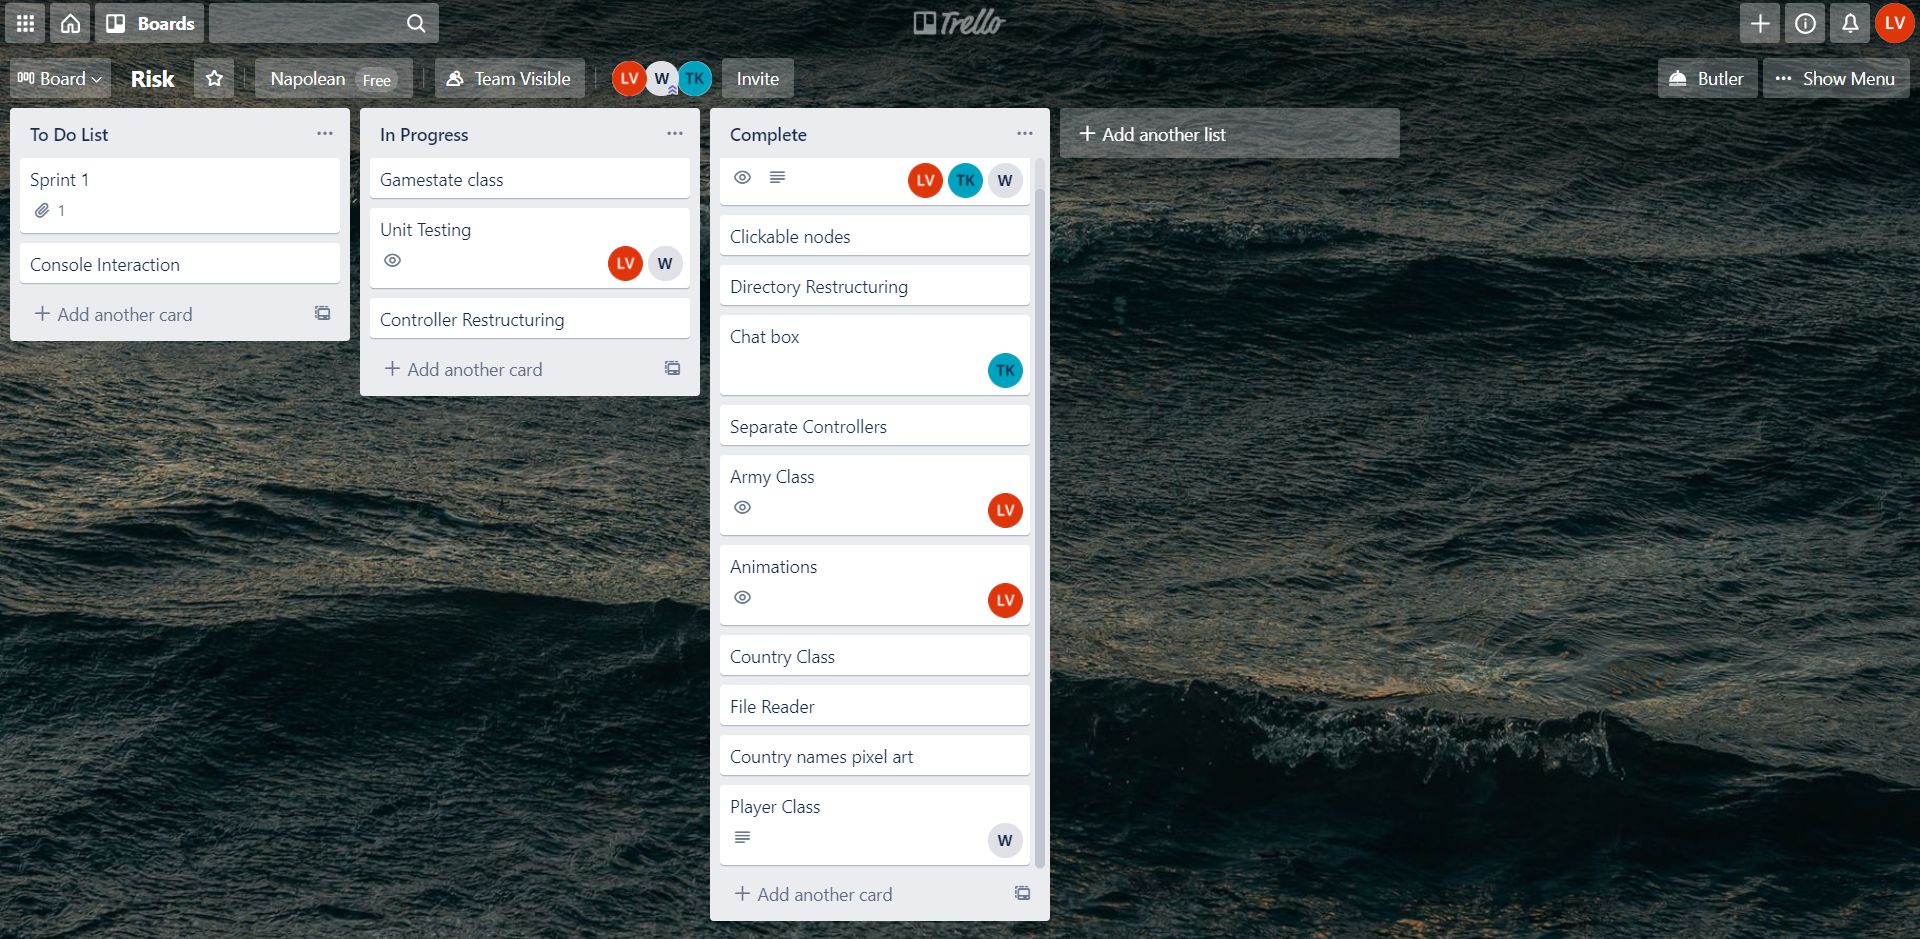 Boards
Trello
LV
Board
Risk
Napolean Free
Team Visible
LV W TK
Invite
Butler
Show Menu
To Do List
Sprint 1
1
Console Interaction
Add another card
In Progress
Gamestate class
Unit Testing
LV W
Controller Restructuring
Add another card
Complete
LV TK W
Clickable nodes
Directory Restructuring
Chat box
TK
Separate Controllers
Army Class
LV
Animations
LV
Country Class
File Reader
Country names pixel art
Player Class
W
Add another card
Add another list